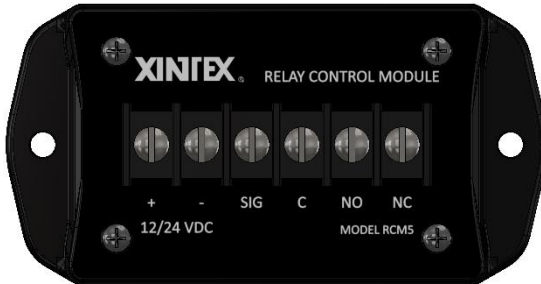 XINTEX® RELAY CONTROL MODULE
+ - SIG C NO NC
12/24 VDC MODEL RCM5